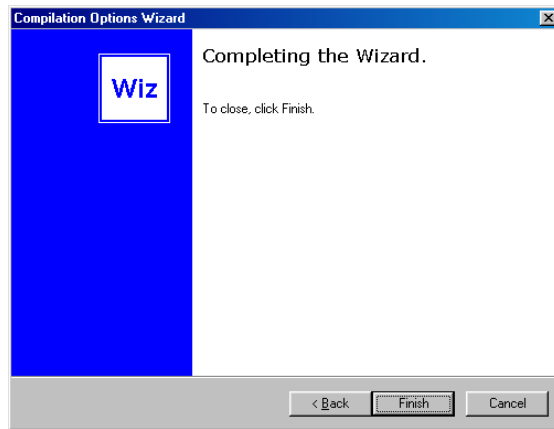 Compilation Options Wizard
Wiz
Completing the Wizard.
To close, click Finish.
< Back
Finish
Cancel